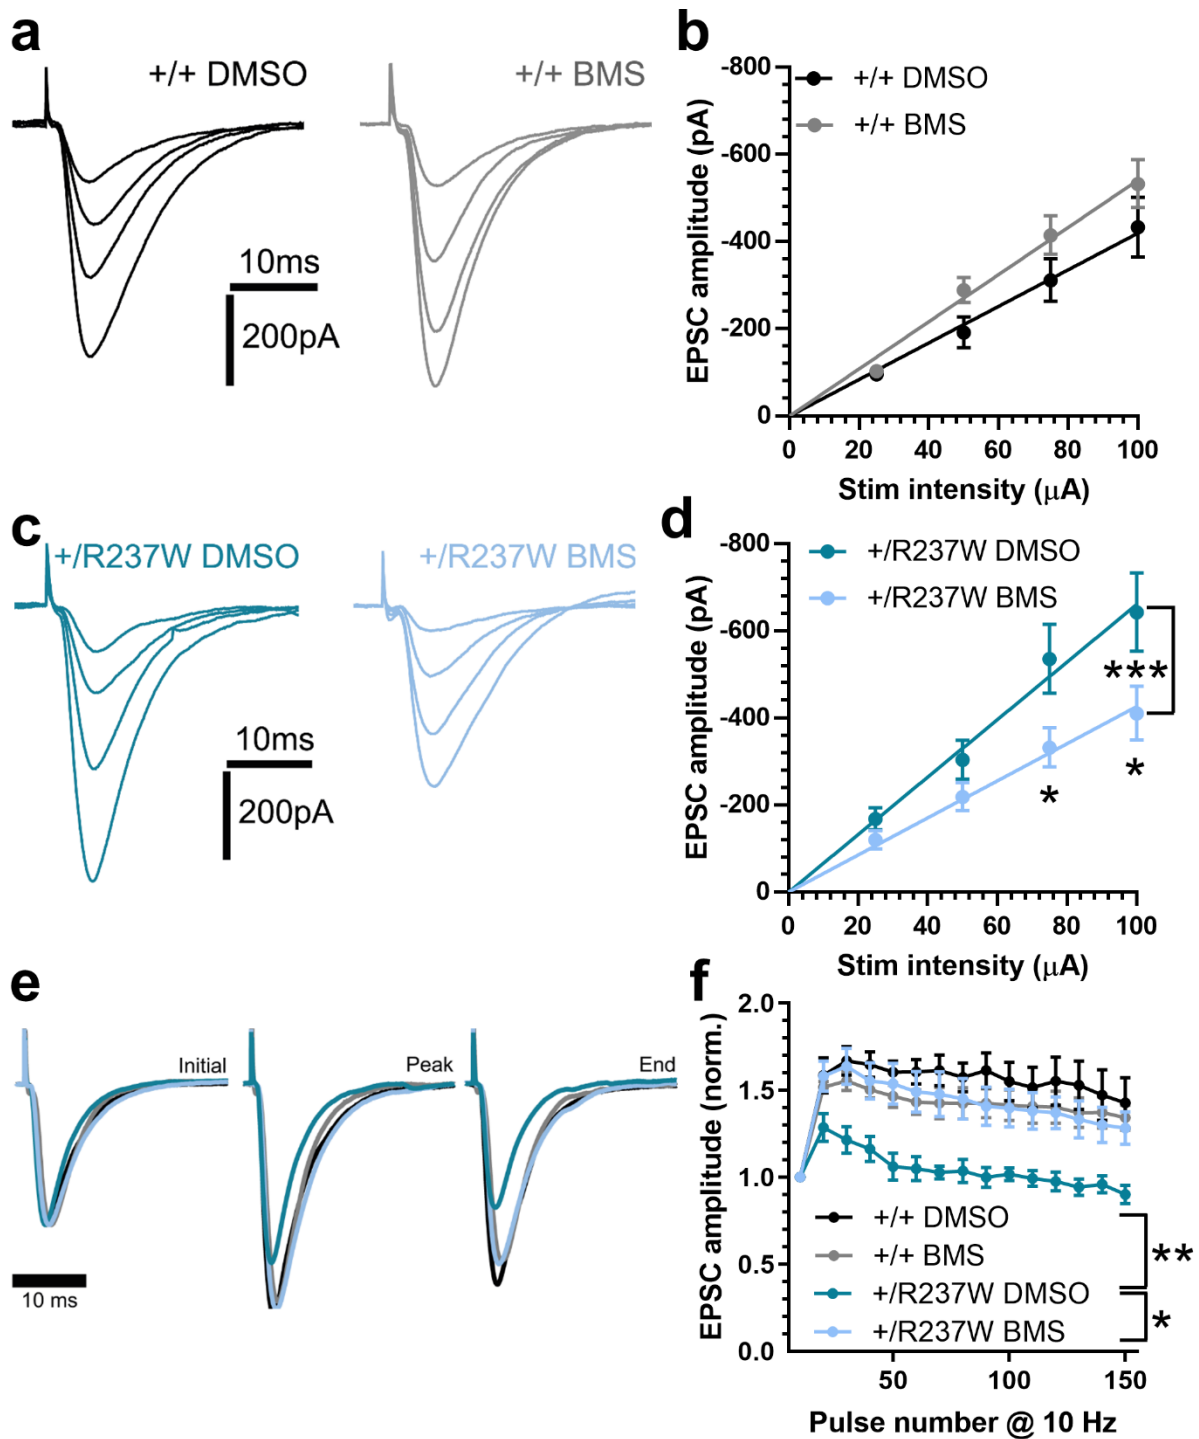 a
+/+ DMSO
+/+ BMS
10ms
200pA
b
-800
-600
-400
-200
0
EPSC amplitude (pA)
+/+ DMSO
+/+ BMS
0 20 40 60 80 100
Stim intensity (μA)
c
+/R237W DMSO
+/R237W BMS
10ms
200pA
d
-800
-600
-400
-200
0
EPSC amplitude (pA)
+/R237W DMSO
+/R237W BMS
***
*
*
0 20 40 60 80 100
Stim intensity (μA)
e
Initial
Peak
End
10 ms
f
2.0
1.5
1.0
0.5
0.0
EPSC amplitude (norm.)
+/+ DMSO
+/+ BMS
+/R237W DMSO
+/R237W BMS
**
*
50 100 150
Pulse number @ 10 Hz